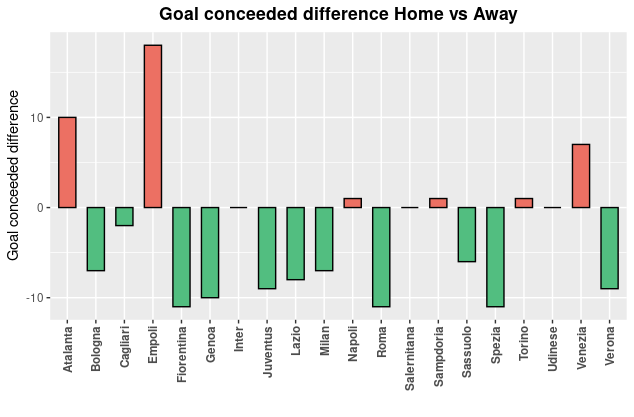 Goal conceeded difference Home vs Away
Goal conceeded difference
10
0
-10
Atalanta
Bologna
Cagliari
Empoli
Fiorentina
Genoa
Inter
Juventus
Lazio
Milan
Napoli
Roma
Salernitana
Sampdoria
Sassuolo
Spezia
Torino
Udinese
Venezia
Verona